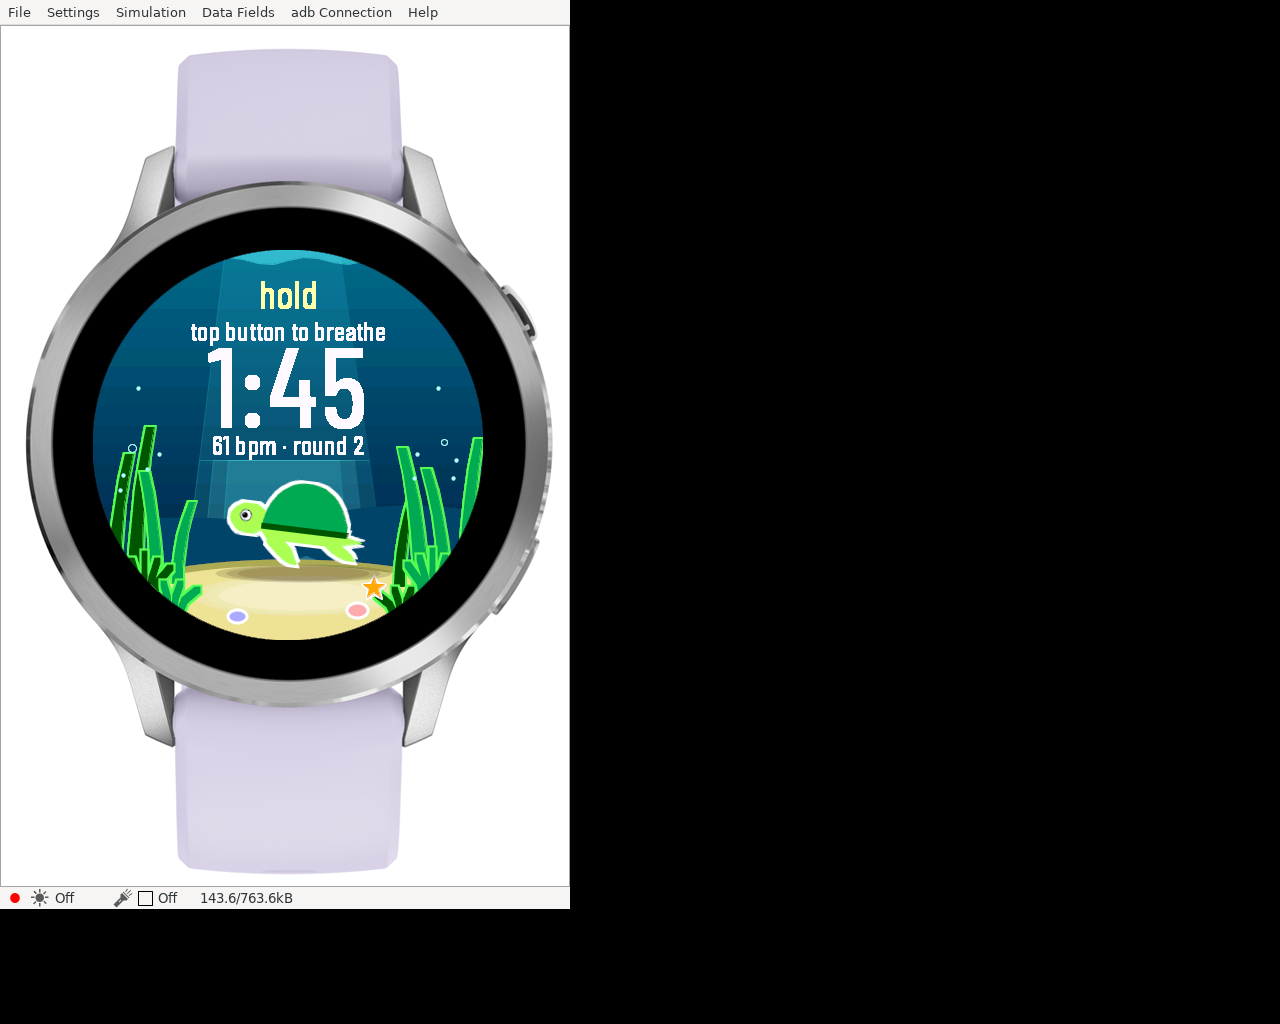 File Settings Simulation Data Fields adb Connection Help
hold
top button to breathe
1:45
61 bpm · round 2
Off Off 143.6/763.6kB